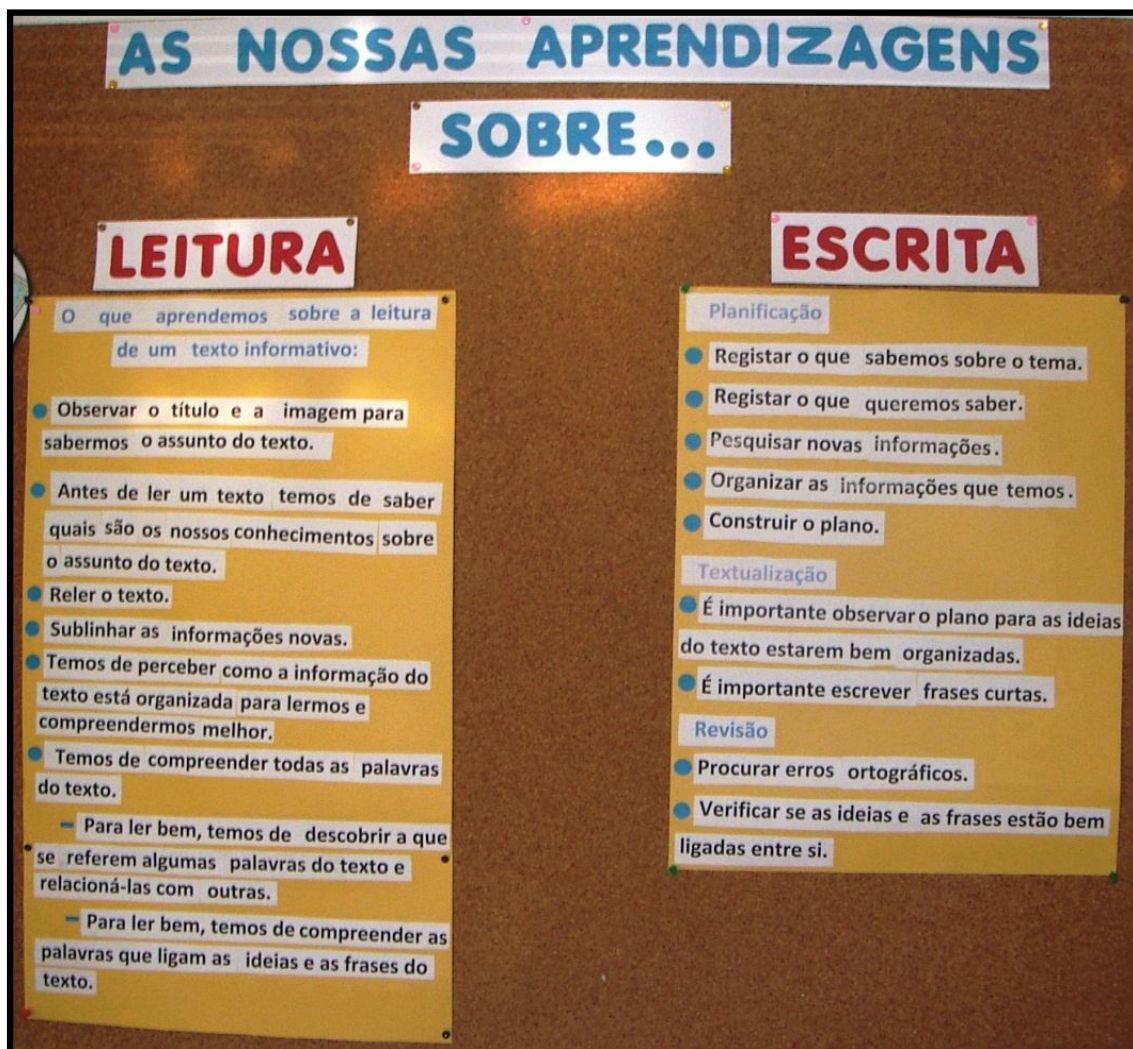 AS NOSSAS APRENDIZAGENS
SOBRE...
LEITURA
O que aprendemos sobre a leitura
de um texto informativo:
Observar o título e a imagem para
sabermos o assunto do texto.
Antes de ler um texto temos de saber
quais são os nossos conhecimentos sobre
o assunto do texto.
Reler o texto.
Sublinhar as informações novas.
Temos de perceber como a informação do
texto está organizada para lermos e
compreendermos melhor.
Temos de compreender todas as palavras
do texto.
– Para ler bem, temos de descobrir a que
se referem algumas palavras do texto e
relacioná-las com outras.
– Para ler bem, temos de compreender as
palavras que ligam as ideias e as frases do
texto.
ESCRITA
Planificação
Registar o que sabemos sobre o tema.
Registar o que queremos saber.
Pesquisar novas informações.
Organizar as informações que temos.
Construir o plano.
Textualização
É importante observar o plano para as ideias
do texto estarem bem organizadas.
É importante escrever frases curtas.
Revisão
Procurar erros ortográficos.
Verificar se as ideias e as frases estão bem
ligadas entre si.